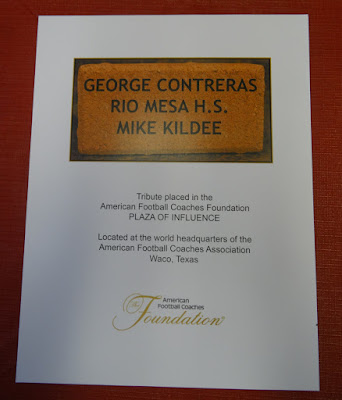 GEORGE CONTRERAS
RIO MESA H.S.
MIKE KILDEE
Tribute placed in the
American Football Coaches Foundation
PLAZA OF INFLUENCE
Located at the world headquarters of the
American Football Coaches Association
Waco, Texas
American
Football Coaches
The Foundation